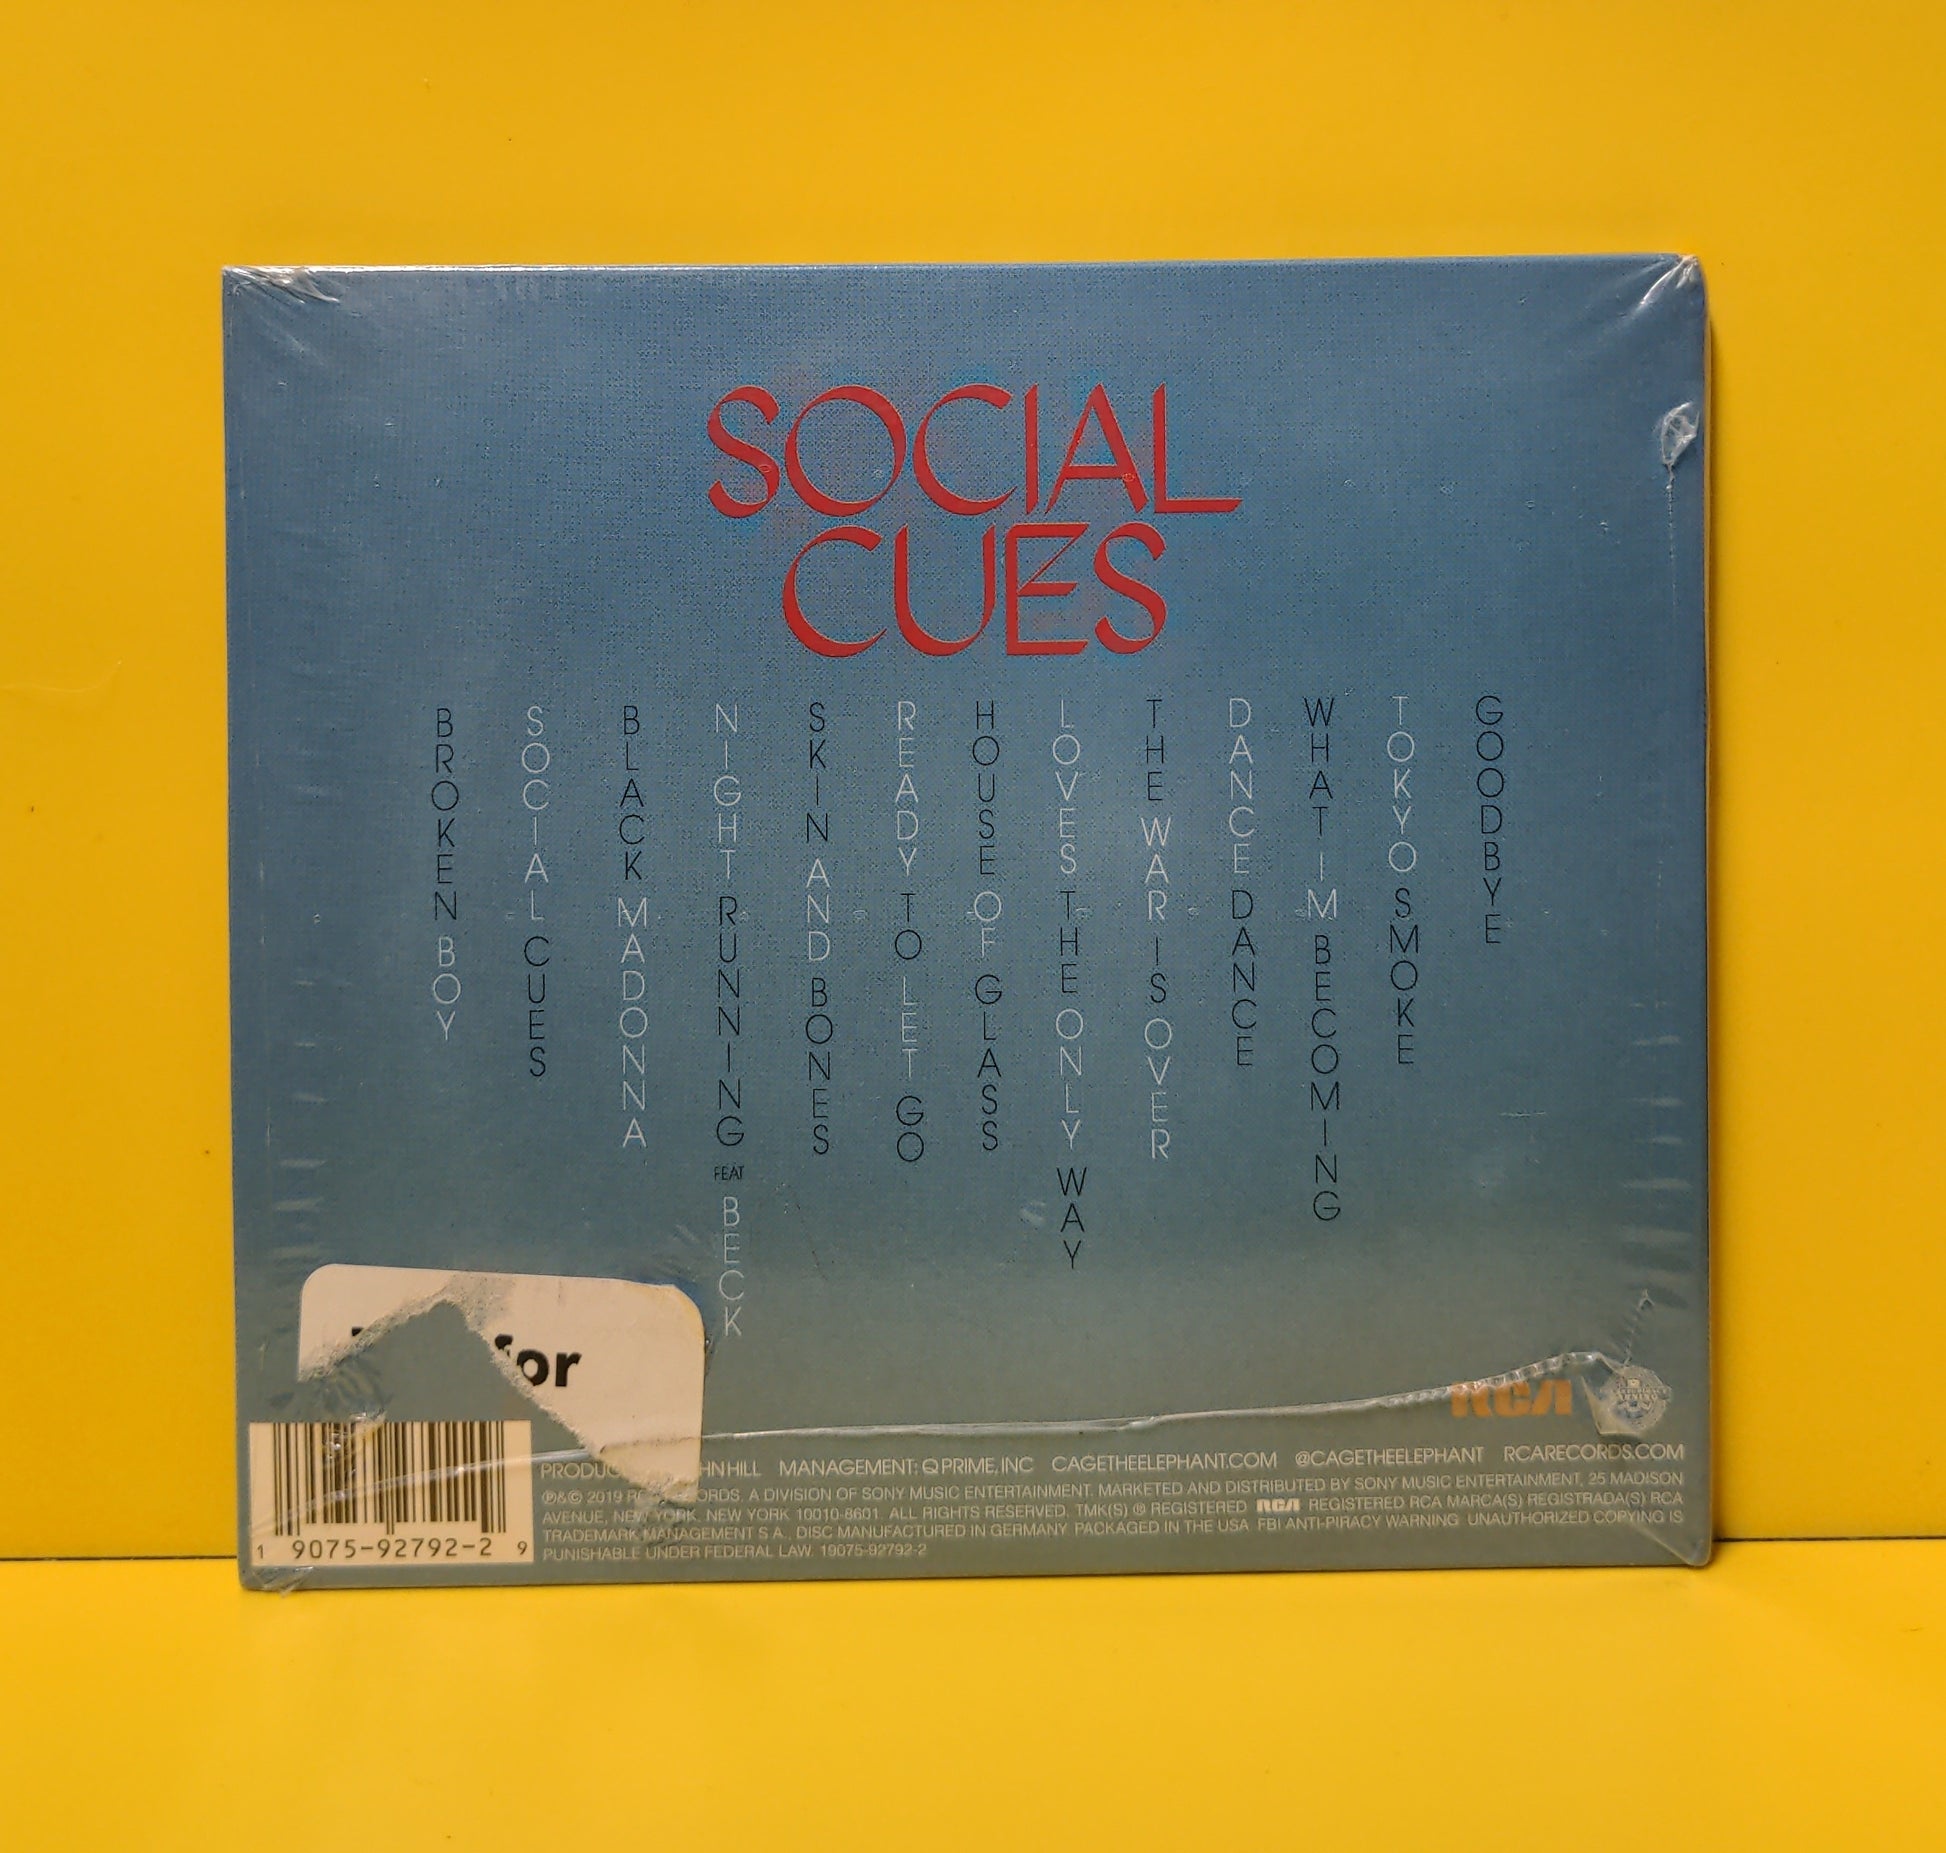 SOCIAL
CUES
BROKEN BOY
SOCIAL CUES
BLACK MADONNA
NIGHT RUNNING FEAT BECK
SKIN AND BONES
READY TO LET GO
HOUSE OF GLASS
LOVES THE ONLY WAY
THE WAR IS OVER
DANCE DANCE
WHAT IM BECOMING
TOKYO SMOKE
GOODBYE
for
RCA
HILL MANAGEMENT: Q PRIME, INC CAGETHEELEPHANT.COM @CAGETHEELEPHANT RCARECORDS.COM
℗&© 2019 A DIVISION OF SONY MUSIC ENTERTAINMENT. MARKETED AND DISTRIBUTED BY SONY MUSIC ENTERTAINMENT, 25 MADISON
AVENUE, NEW YORK, NEW YORK 10010-8601. ALL RIGHTS RESERVED. TMK(S) ® REGISTERED RCA REGISTERED RCA MARCA(S) REGISTRADA(S) RCA
TRADEMARK MANAGEMENT S.A.. DISC MANUFACTURED IN GERMANY. PACKAGED IN THE USA FBI ANTI-PIRACY WARNING UNAUTHORIZED COPYING IS
PUNISHABLE UNDER FEDERAL LAW. 19075-92792-2
1 9075-92792-2 9